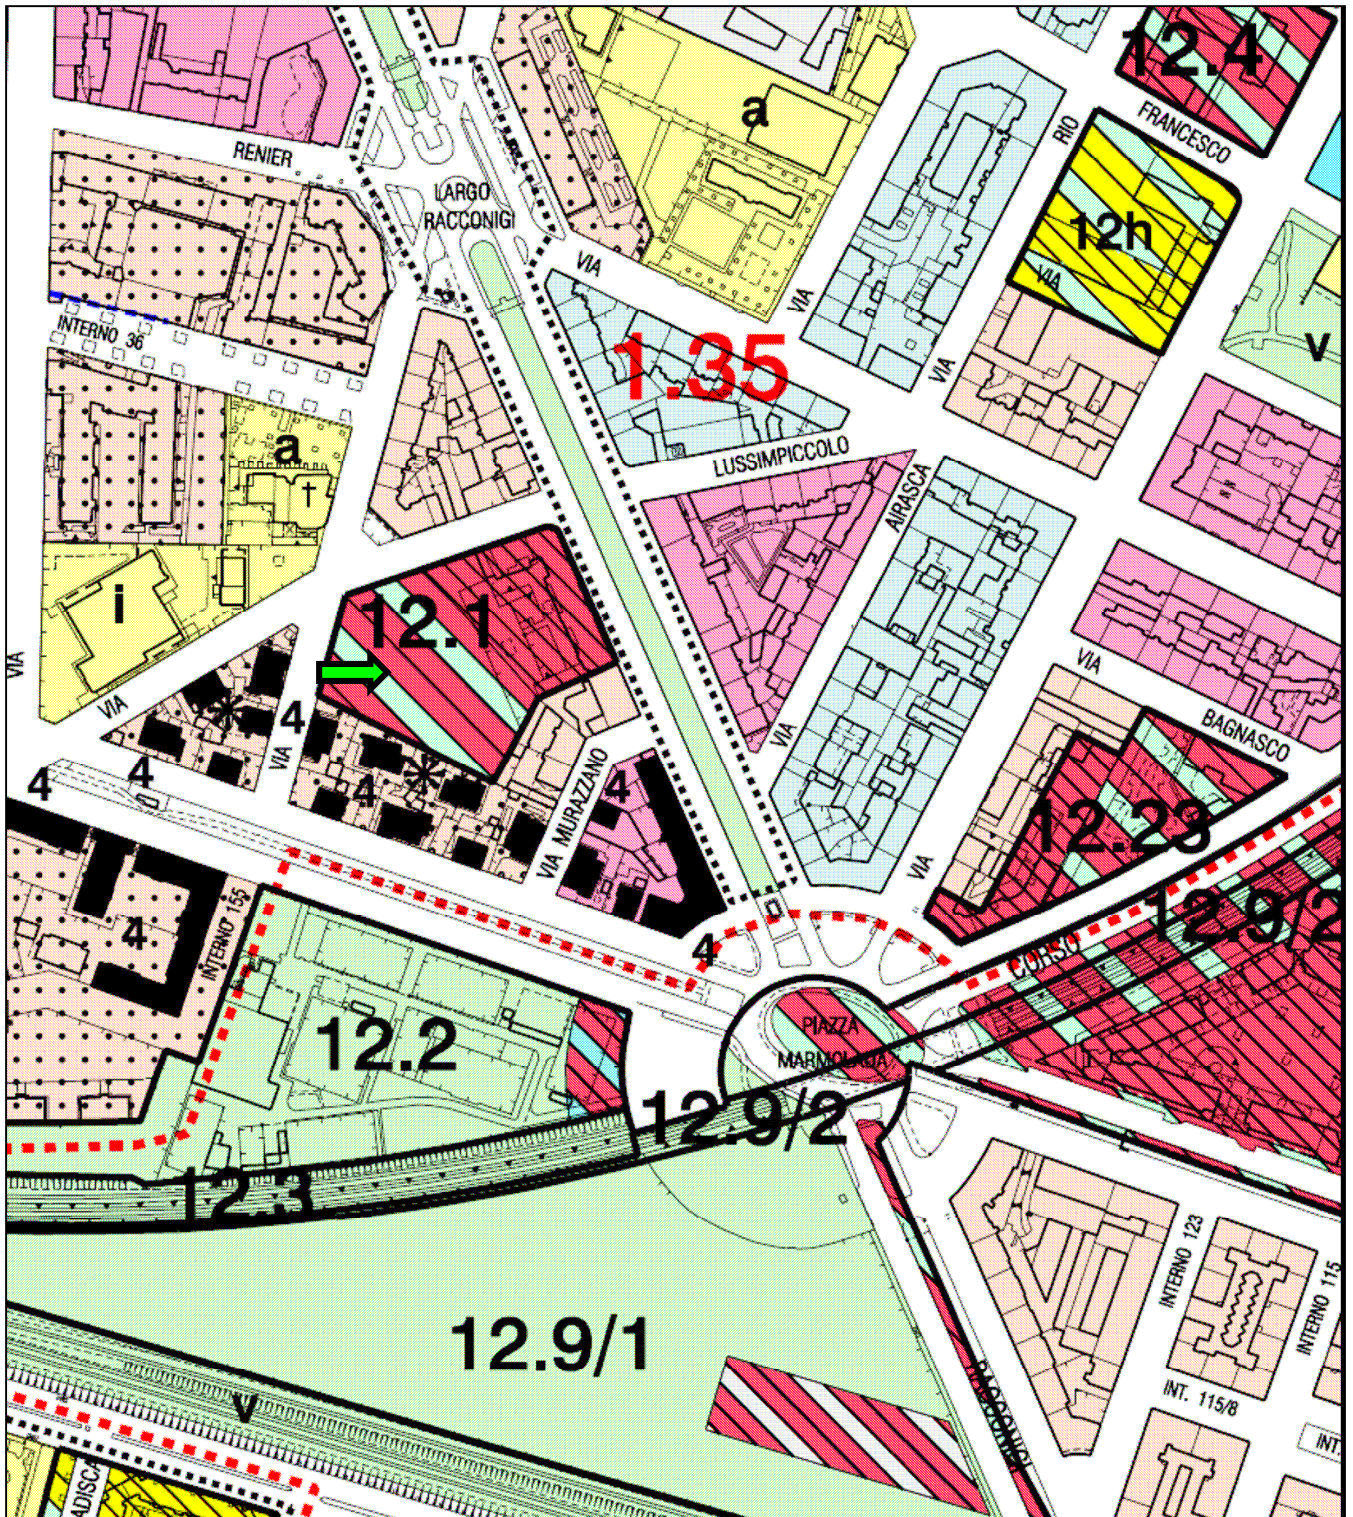 12.4
FRANCESCO
RIO
a
RENIER
LARGO
RACCONIGI
12h
VIA
VIA
VIA
INTERNO 36
1.35
VIA
v
a
LUSSIMPICCOLO
AIRASCA
i
12.1
VIA
VIA
VIA
BAGNASCO
4
VIA
VIA
4
4
4
4
VIA MURAZZANO
12.23
VIA
INTERNO 155
4
12.9/2
4
CORSO
PIAZZA
MARMOLADA
12.2
12.9/2
12.3
INTERNO 123
INTERNO 115
12.9/1
RACCONIGI
INT. 115/8
v
INT.
ADISCA